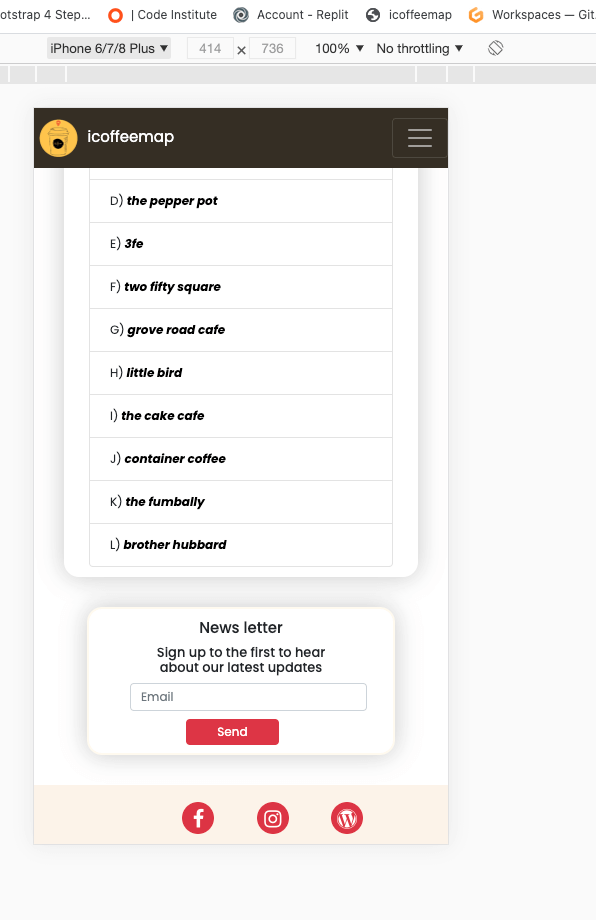 otstrap 4 Step... | Code Institute Account - Replit icoffeemap Workspaces — Git
iPhone 6/7/8 Plus ▼ 414 × 736 100% ▼ No throttling ▼
icoffeemap
D) the pepper pot
E) 3fe
F) two fifty square
G) grove road cafe
H) little bird
I) the cake cafe
J) container coffee
K) the fumbally
L) brother hubbard
News letter
Sign up to the first to hear
about our latest updates
Email
Send